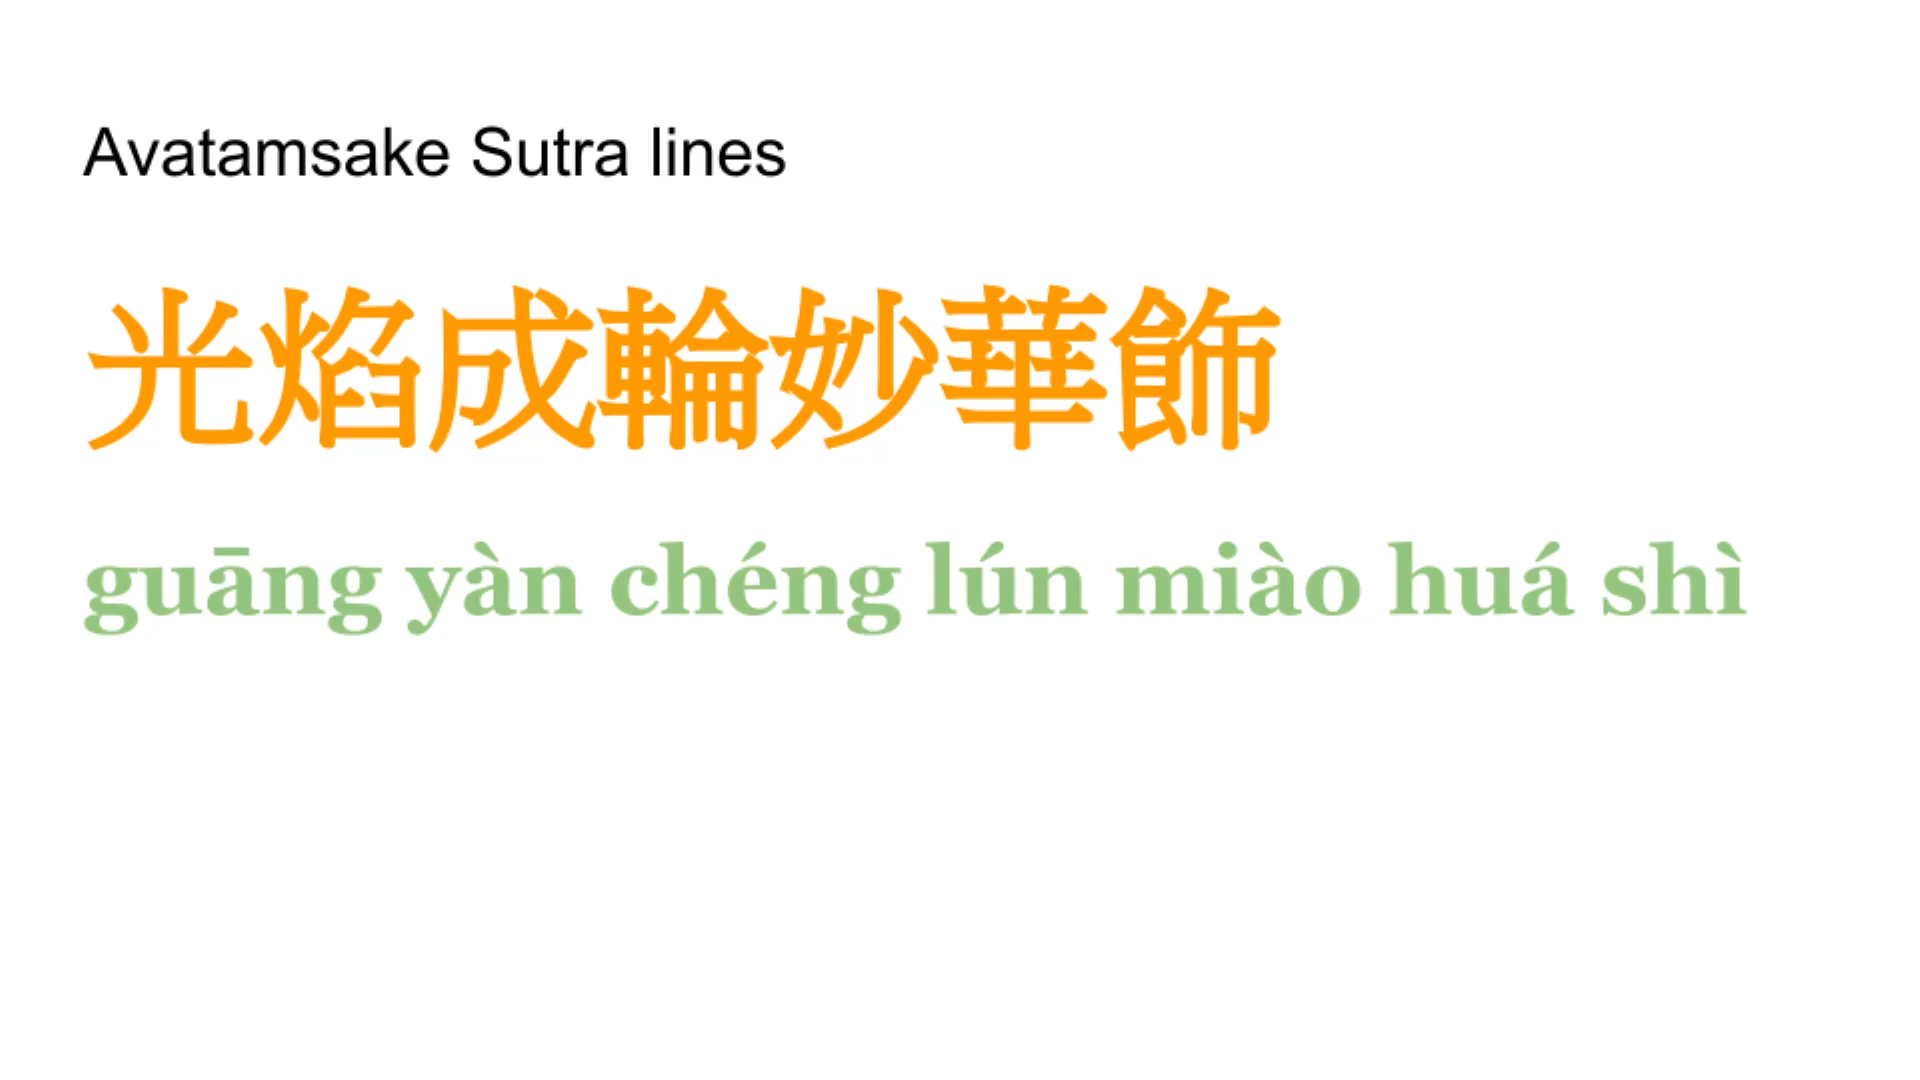 Avatamsake Sutra lines
光焰成輪妙華飾
guāng yàn chéng lún miào huá shì